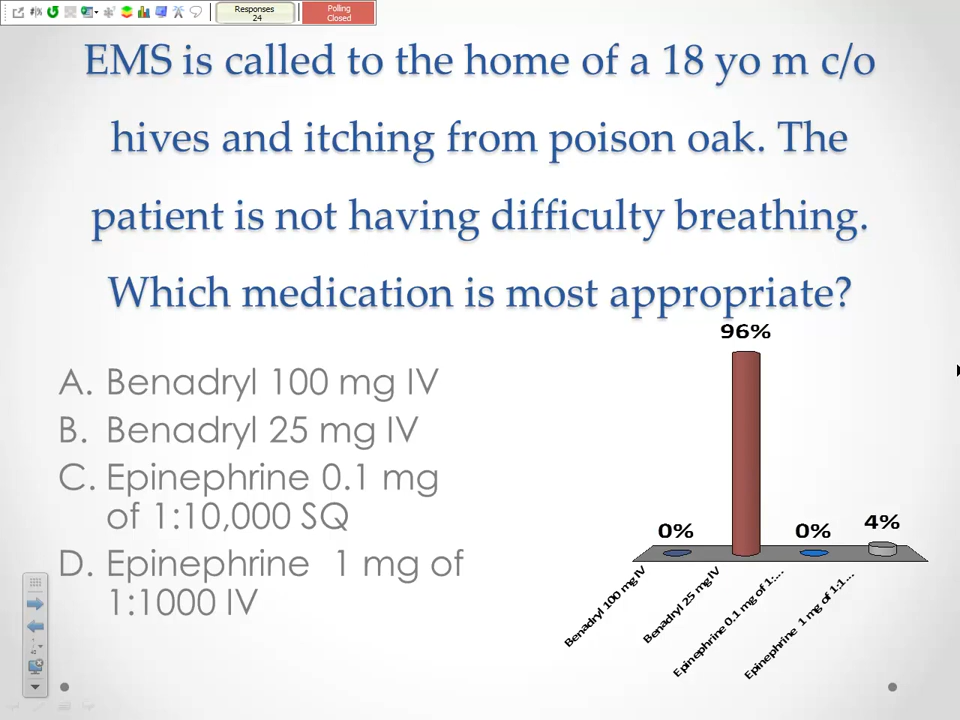 Responses
24
Polling
Closed
EMS is called to the home of a 18 yo m c/o
hives and itching from poison oak. The
patient is not having difficulty breathing.
Which medication is most appropriate?
A. Benadryl 100 mg IV
B. Benadryl 25 mg IV
C. Epinephrine 0.1 mg
of 1:10,000 SQ
D. Epinephrine 1 mg of
1:1000 IV
96%
0%
0%
4%
Benadryl 100 mg IV
Benadryl 25 mg IV
Epinephrine 0.1 mg of 1:...
Epinephrine 1 mg of 1:1...